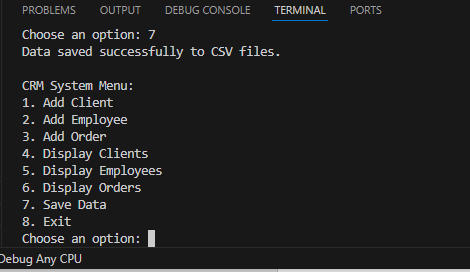 PROBLEMS OUTPUT DEBUG CONSOLE TERMINAL PORTS
Choose an option: 7
Data saved successfully to CSV files.
CRM System Menu:
1. Add Client
2. Add Employee
3. Add Order
4. Display Clients
5. Display Employees
6. Display Orders
7. Save Data
8. Exit
Choose an option:
Debug Any CPU